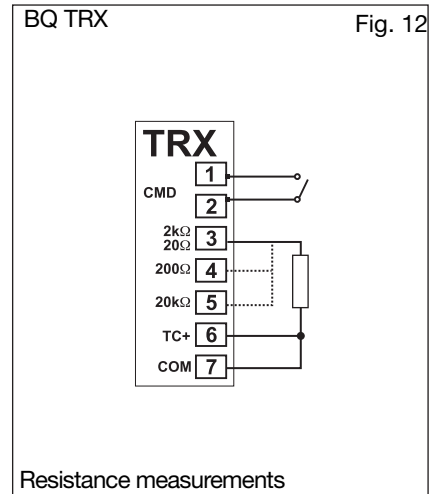 BQ TRX
Fig. 12
TRX
1
CMD
2
2kΩ
20Ω
3
200Ω 4
20kΩ 5
TC+ 6
COM 7
Resistance measurements